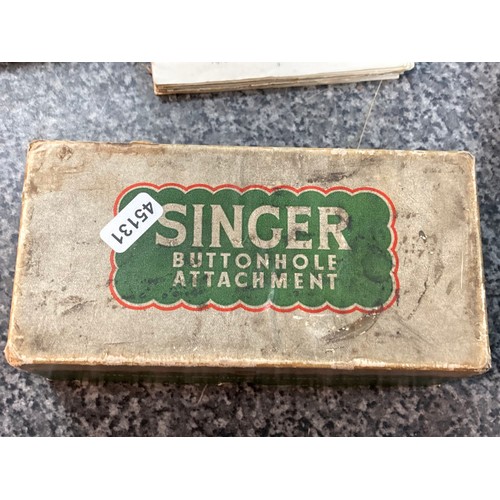 45131
SINGER
BUTTONHOLE
ATTACHMENT